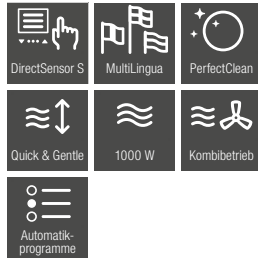 DirectSensor S
MultiLingua
PerfectClean
Quick & Gentle
1000 W
Kombibetrieb
Automatik-
programme